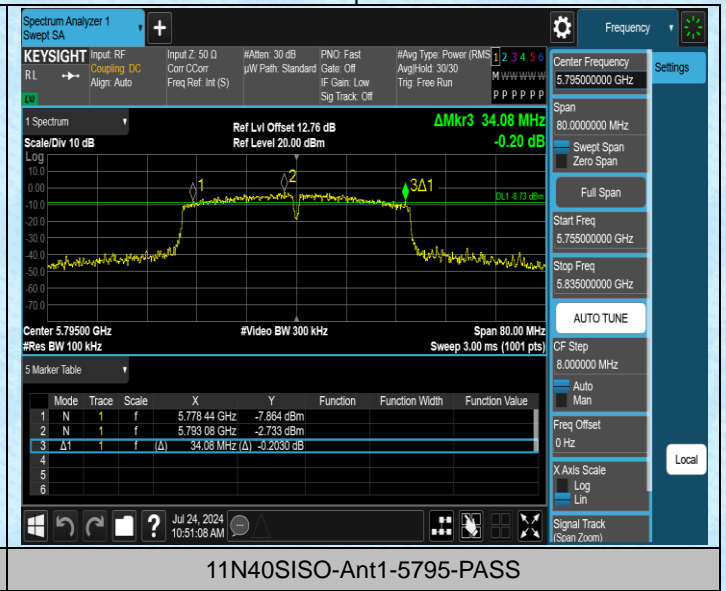 Spectrum Analyzer 1
Swept SA
Frequency
KEYSIGHT
RL
Input: RF
Coupling: DC
Align: Auto
Input Z: 50 Ω
Corr CCorr
Freq Ref: Int (S)
#Atten: 30 dB
µW Path: Standard
PNO: Fast
Gate: Off
IF Gain: Low
Sig Track: Off
#Avg Type: Power (RMS
Avg|Hold: 30/30
Trig: Free Run
1 2 3 4 5 6
M W W W W W
P P P P P P
1 Spectrum
Scale/Div 10 dB
Ref Lvl Offset 12.76 dB
Ref Level 20.00 dBm
ΔMkr3 34.08 MHz
-0.20 dB
Log
10.0
0.00
-10.0
-20.0
-30.0
-40.0
-50.0
-60.0
-70.0
1
2
3Δ1
DL1 -8.73 dBm
Center 5.79500 GHz
#Res BW 100 kHz
#Video BW 300 kHz
Span 80.00 MHz
Sweep 3.00 ms (1001 pts)
5 Marker Table
Mode Trace Scale X Y Function Function Width Function Value
1 N 1 f 5.778 44 GHz -7.864 dBm
2 N 1 f 5.793 08 GHz -2.733 dBm
3 Δ1 1 f (Δ) 34.08 MHz (Δ) -0.2030 dB
4
5
6
Jul 24, 2024
10:51:08 AM
Center Frequency
5.795000000 GHz
Span
80.0000000 MHz
Swept Span
Zero Span
Full Span
Start Freq
5.755000000 GHz
Stop Freq
5.835000000 GHz
AUTO TUNE
CF Step
8.000000 MHz
Auto
Man
Freq Offset
0 Hz
X Axis Scale
Log
Lin
Signal Track
(Span Zoom)
Settings
Local
11N40SISO-Ant1-5795-PASS